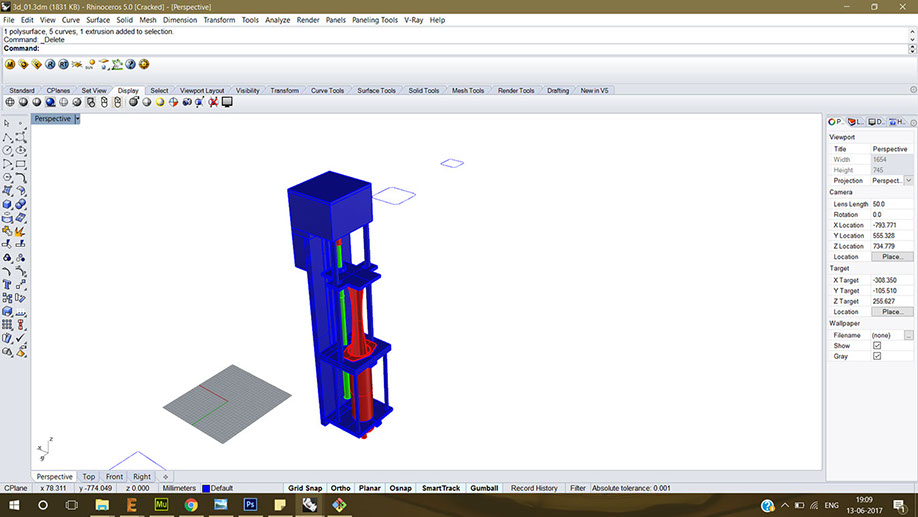 3d_01.3dm (1831 KB) - Rhinoceros 5.0 [Cracked] - [Perspective]
File Edit View Curve Surface Solid Mesh Dimension Transform Tools Analyze Render Panels Paneling Tools V-Ray Help
1 polysurface, 5 curves, 1 extrusion added to selection.
Command: _Delete
Command:
Standard CPlanes Set View Display Select Viewport Layout Visibility Transform Curve Tools Surface Tools Solid Tools Mesh Tools Render Tools Drafting New in V5
Perspective
P... L... D... H...
Viewport
Title Perspective
Width 1654
Height 745
Projection Perspect...
Camera
Lens Length 50.0
Rotation 0.0
X Location -793.771
Y Location 555.328
Z Location 734.779
Location Place...
Target
X Target -308.350
Y Target -105.510
Z Target 255.627
Location Place...
Wallpaper
Filename (none) ...
Show
Gray
z
x
y
Perspective Top Front Right
CPlane x 78.311 y -774.049 z 0.000 Millimeters Default Grid Snap Ortho Planar Osnap SmartTrack Gumball Record History Filter Absolute tolerance: 0.001
E Mu Ps ENG 19:09
13-06-2017